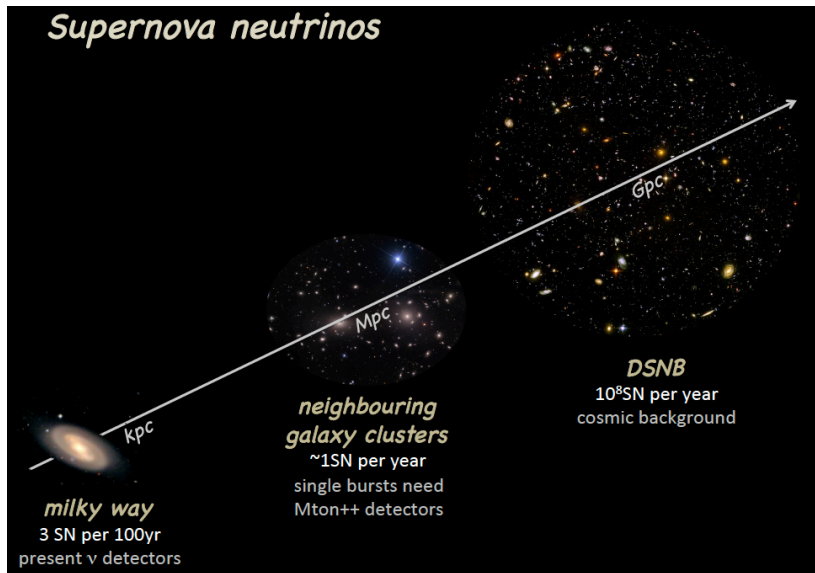 Supernova neutrinos
Gpc
Mpc
kpc
DSNB
10⁸SN per year
cosmic background
neighbouring
galaxy clusters
~1SN per year
single bursts need
Mton++ detectors
milky way
3 SN per 100yr
present ν detectors